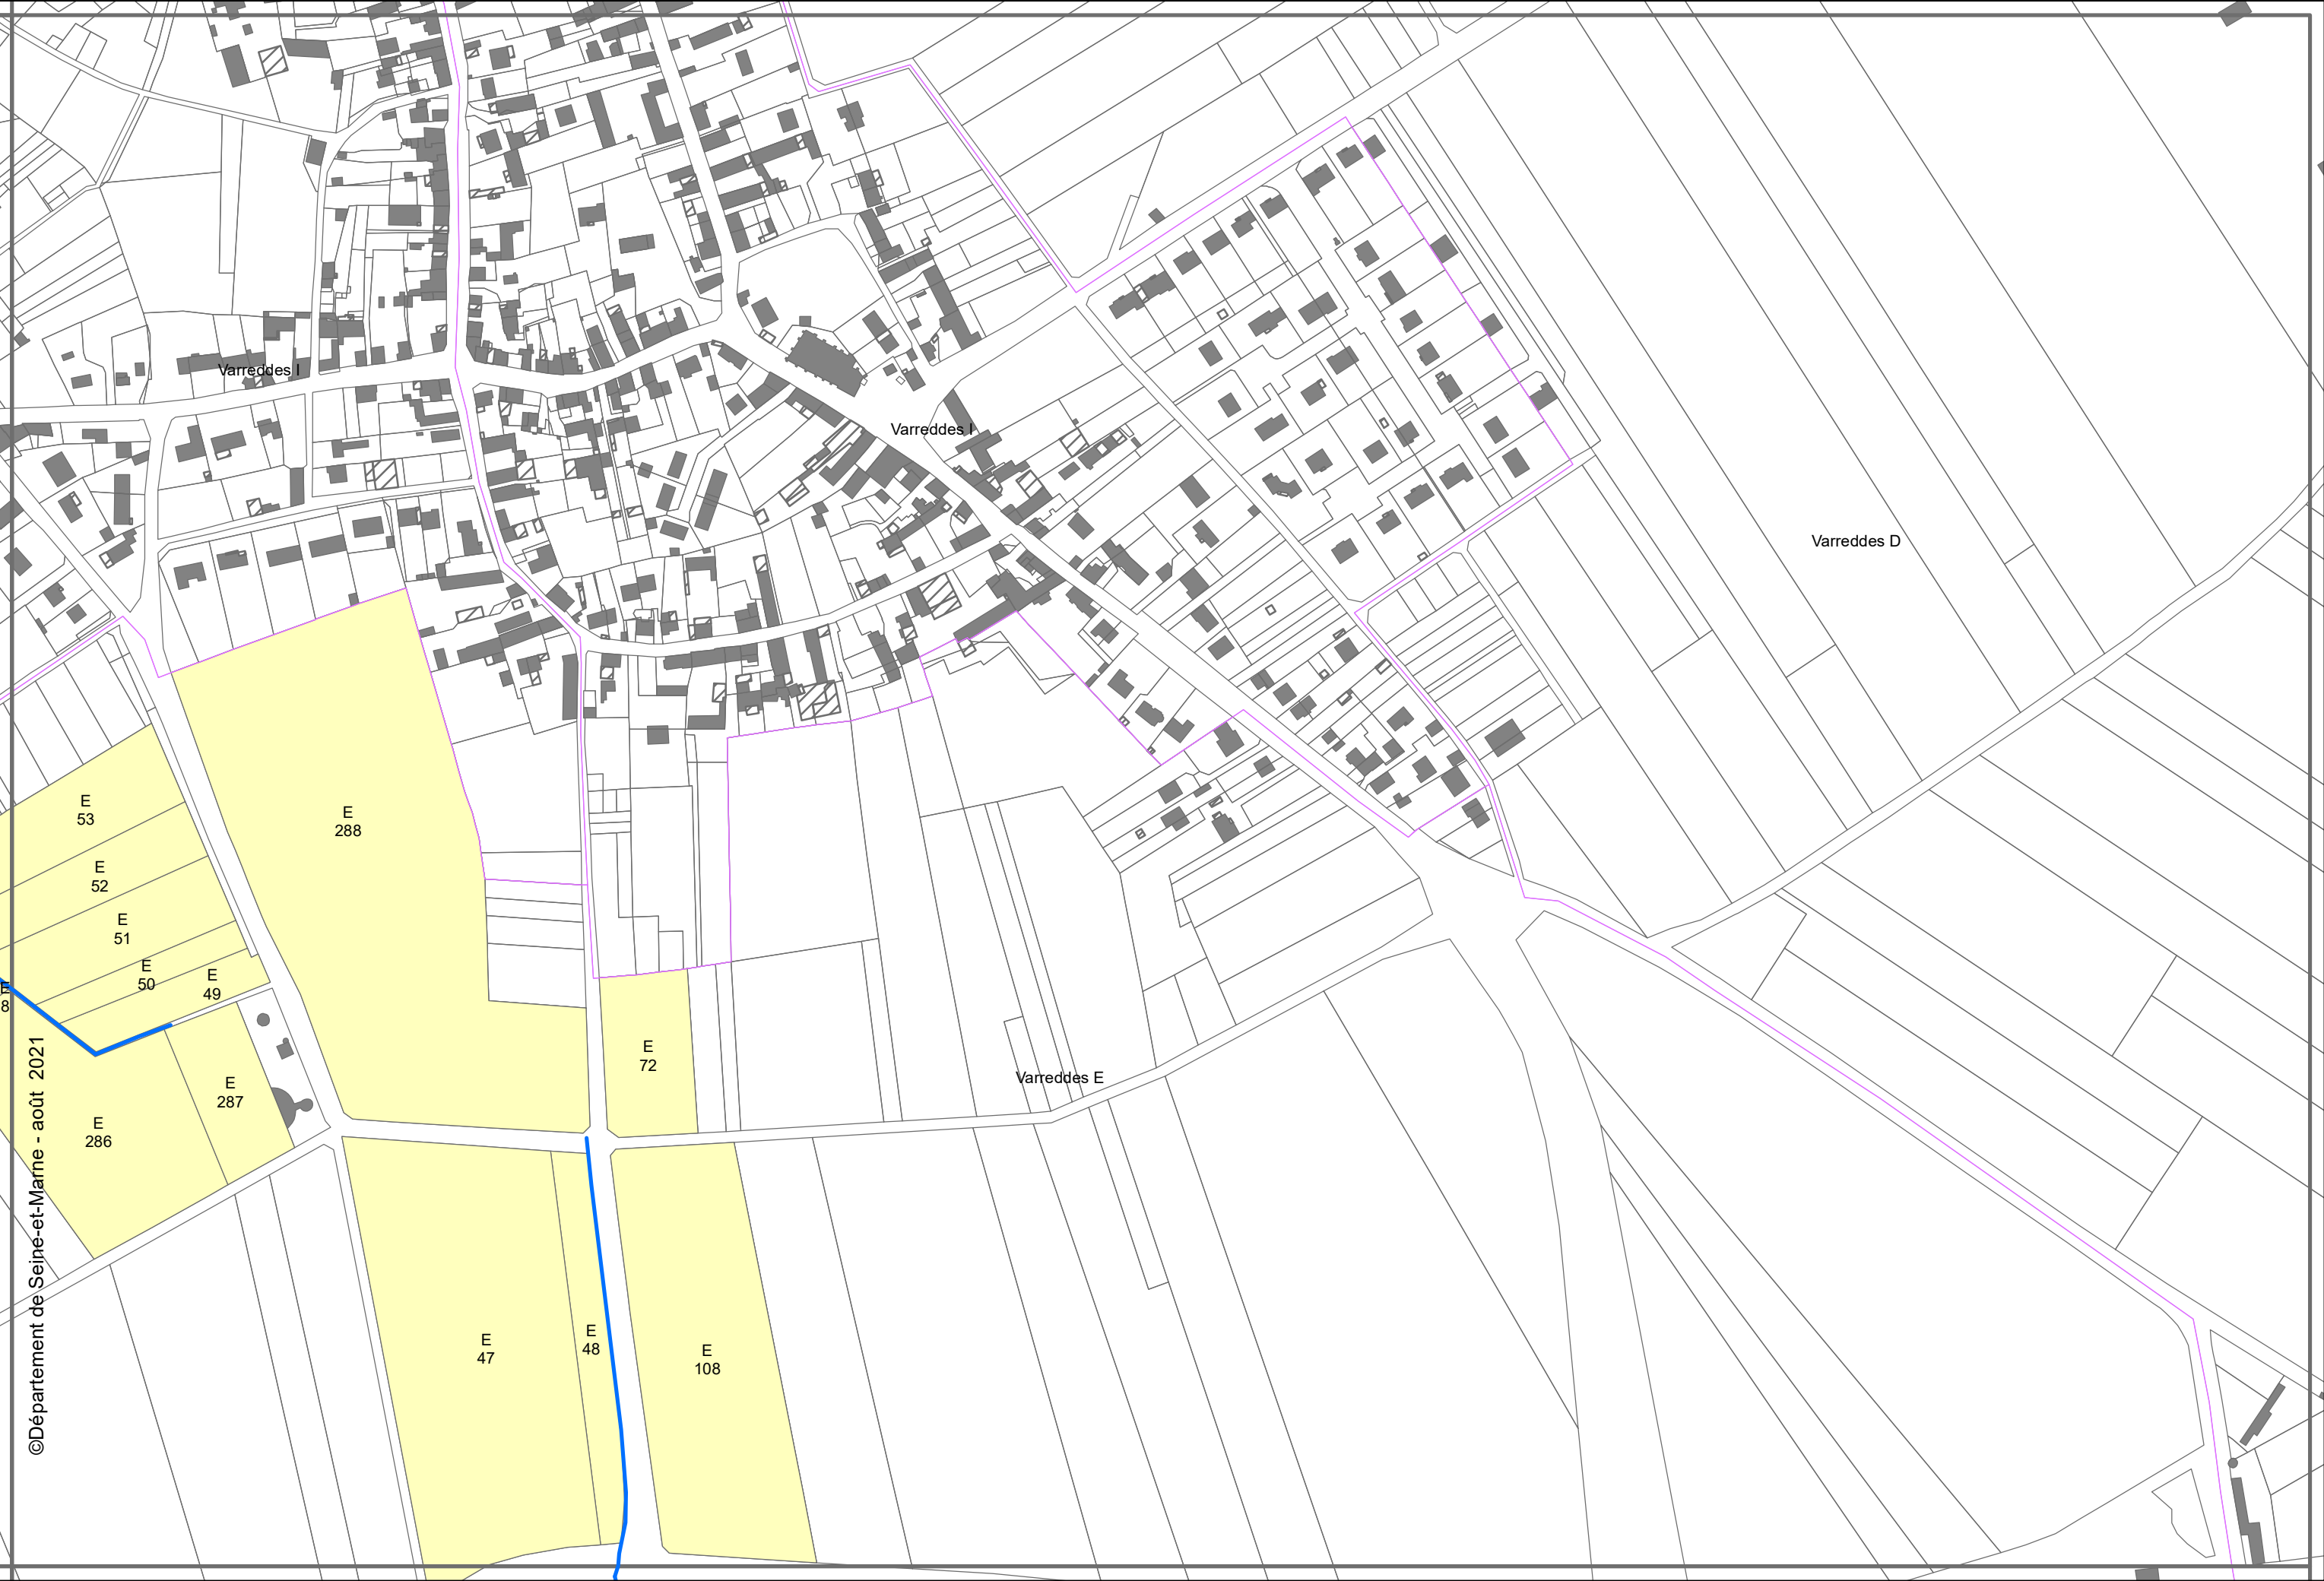 Varreddes I
Varreddes I
Varreddes D
E
53
E
288
E
52
E
51
E
50
E
49
E
8
E
72
Varreddes E
E
287
E
286
E
48
E
47
E
108
©Département de Seine-et-Marne - août 2021